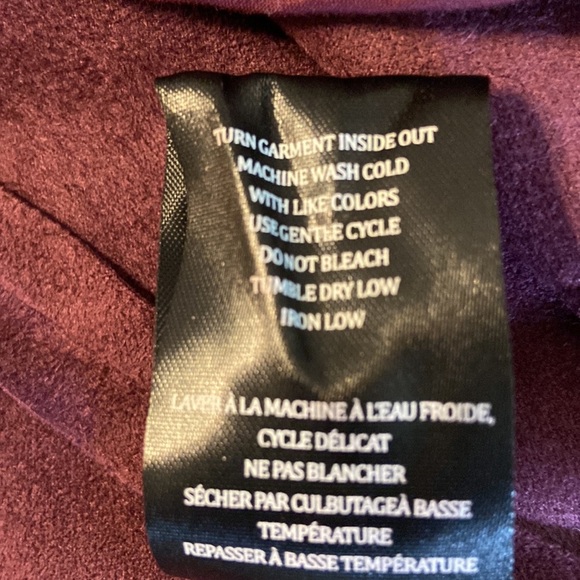 TURN GARMENT INSIDE OUT
MACHINE WASH COLD
WITH LIKE COLORS
USE GENTLE CYCLE
DO NOT BLEACH
TUMBLE DRY LOW
IRON LOW
LAVER À LA MACHINE À L'EAU FROIDE,
CYCLE DÉLICAT
NE PAS BLANCHER
SÉCHER PAR CULBUTAGEÀ BASSE
TEMPÉRATURE
REPASSER À BASSE TEMPÉRATURE